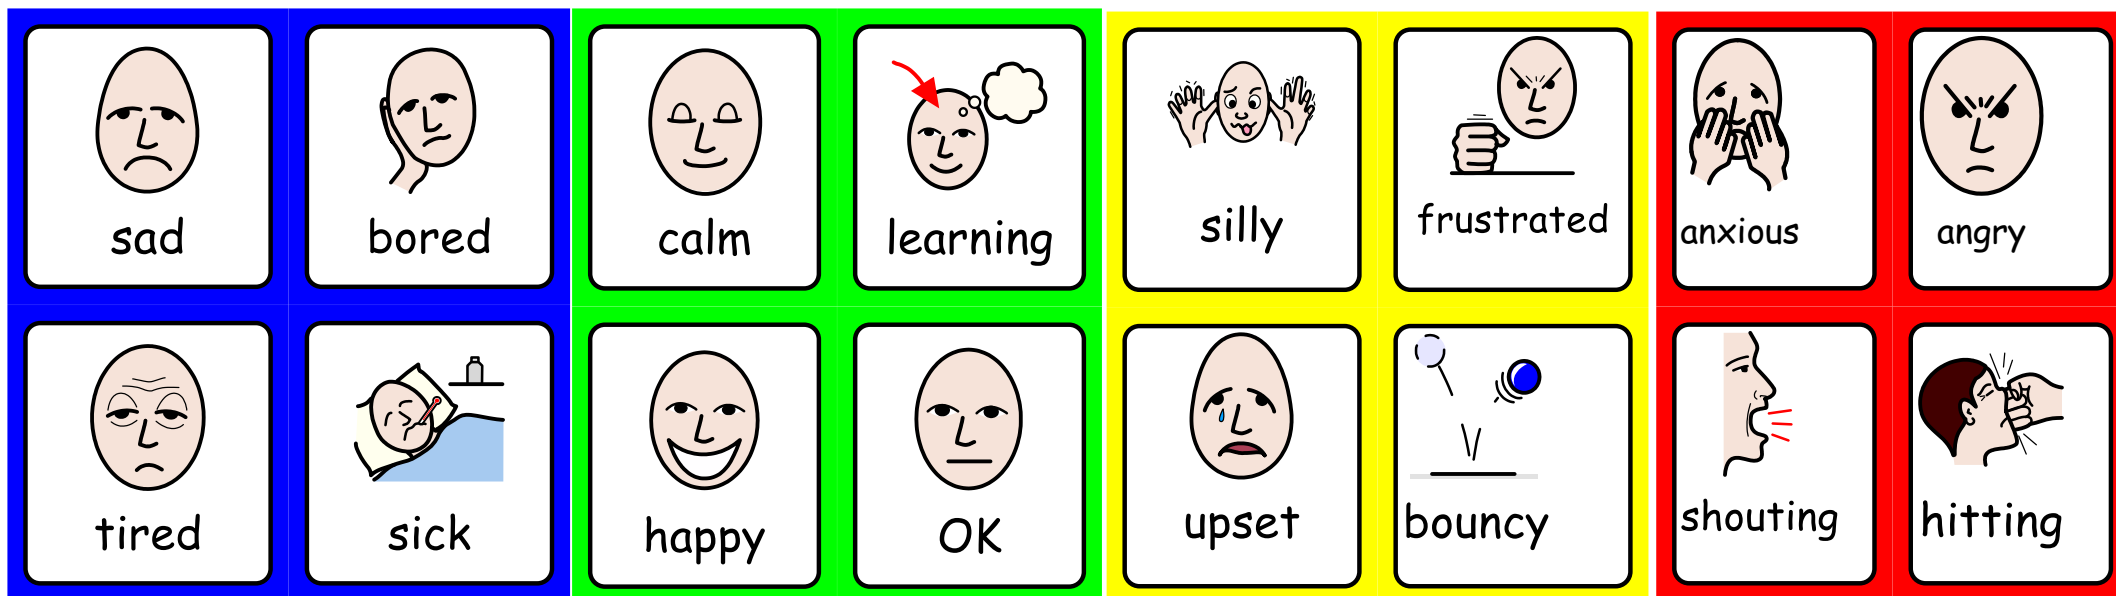 sad
bored
calm
learning
silly
frustrated
anxious
angry
tired
sick
happy
OK
upset
bouncy
shouting
hitting